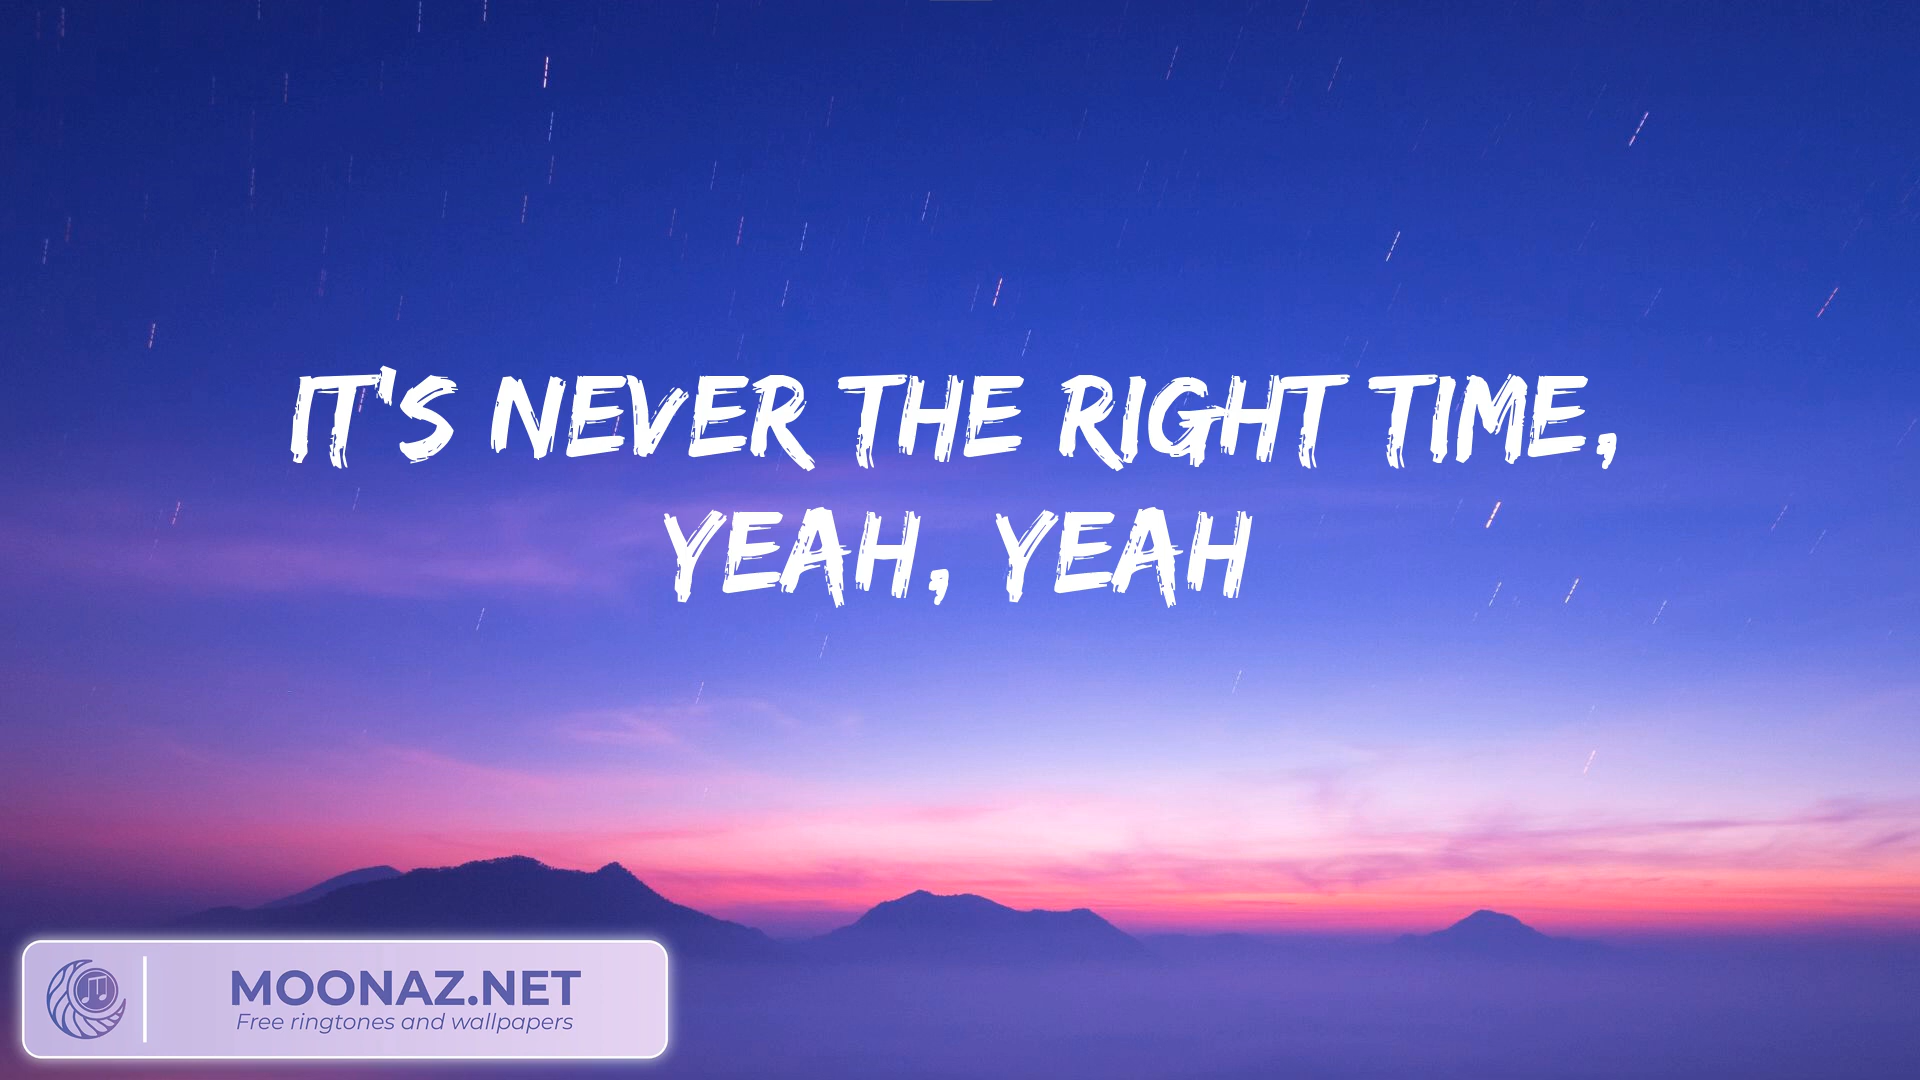 IT'S NEVER THE RIGHT TIME,
YEAH, YEAH
MOONAZ.NET
Free ringtones and wallpapers